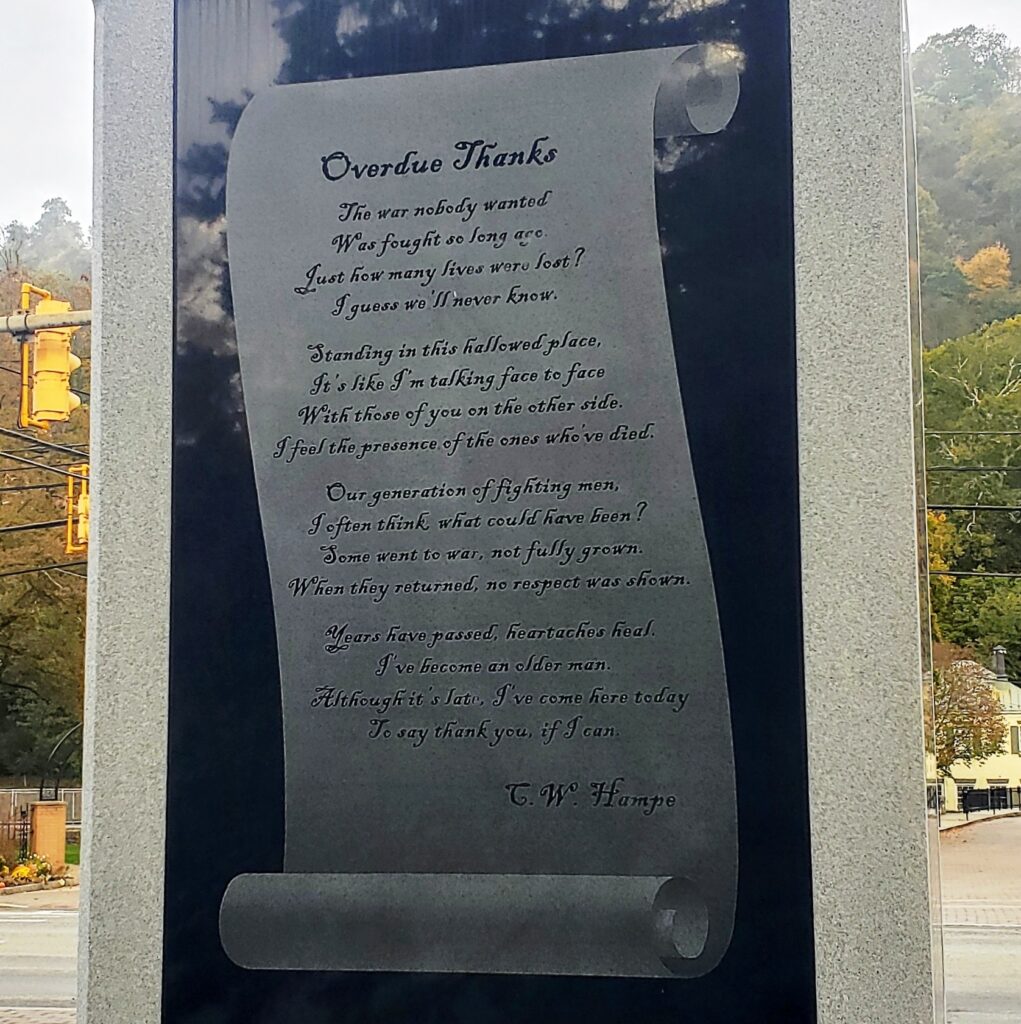 Overdue Thanks
The war nobody wanted
Was fought so long ago.
Just how many lives were lost?
I guess we'll never know.
Standing in this hallowed place,
It's like I'm talking face to face
With those of you on the other side.
I feel the presence of the ones who've died.
Our generation of fighting men,
I often think, what could have been?
Some went to war, not fully grown.
When they returned, no respect was shown.
Years have passed, heartaches heal.
I've become an older man.
Although it's late, I've come here today
To say thank you, if I can.
C.W. Hampe